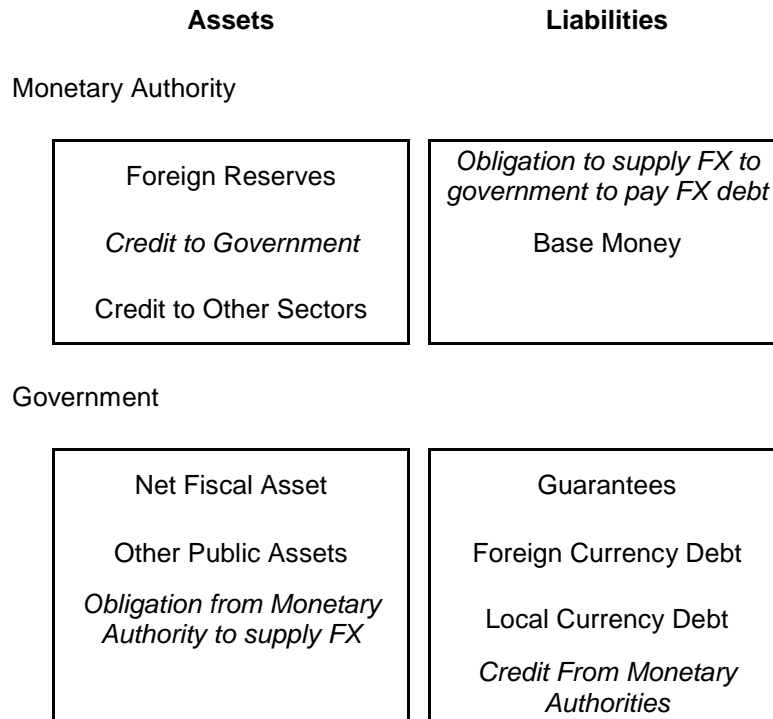 Assets Liabilities
Monetary Authority
Foreign Reserves
Credit to Government
Credit to Other Sectors
Obligation to supply FX to
government to pay FX debt
Base Money
Government
Net Fiscal Asset
Other Public Assets
Obligation from Monetary
Authority to supply FX
Guarantees
Foreign Currency Debt
Local Currency Debt
Credit From Monetary
Authorities